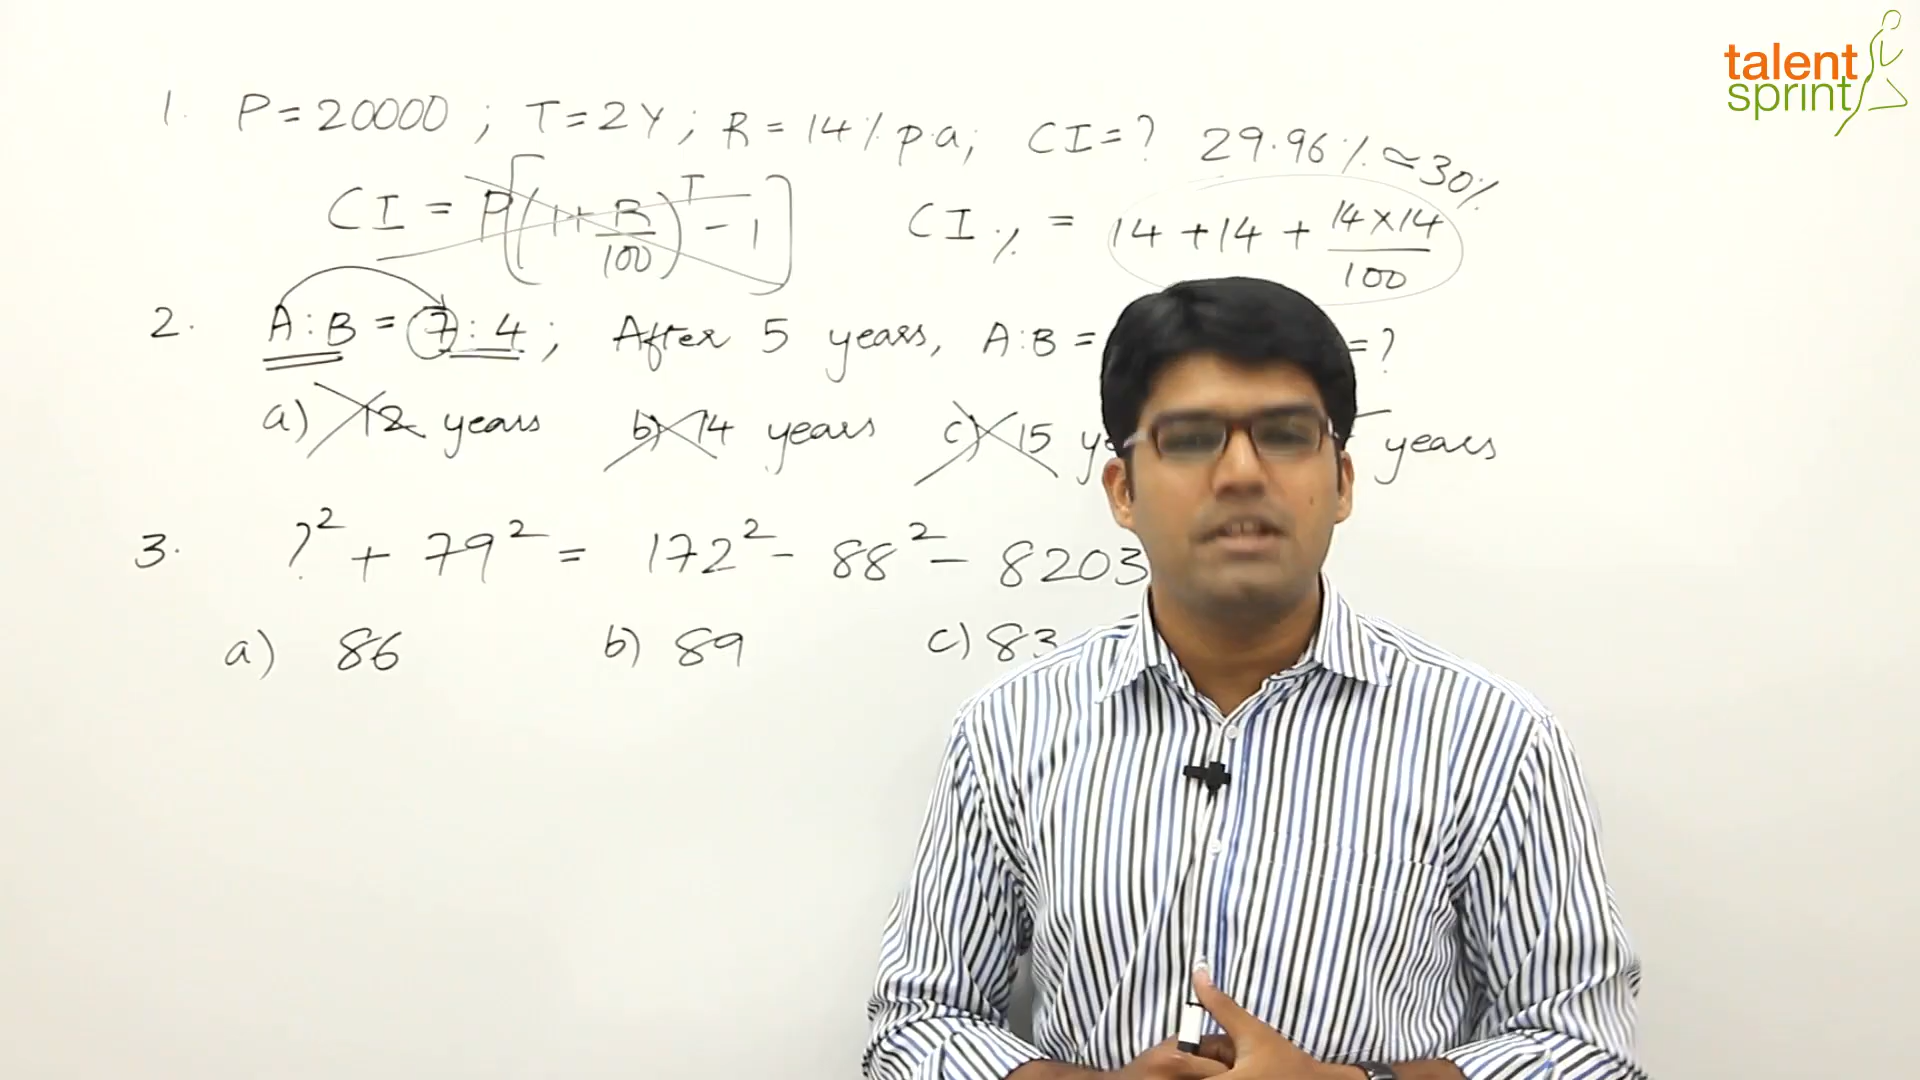 talent
sprint
1. P = 20000 ; T = 2Y ; R = 14% p.a; CI = ? 29.96% ≃ 30%
CI = P[(1 + R/100)^T - 1] CI% = 14 + 14 + 14×14/100
2. A : B = 7 : 4 ; After 5 years, A : B = = ?
a) 12 years b) 14 years c) 15 years
3. ?² + 79² = 172² - 88² - 8203
a) 86 b) 89 c) 83